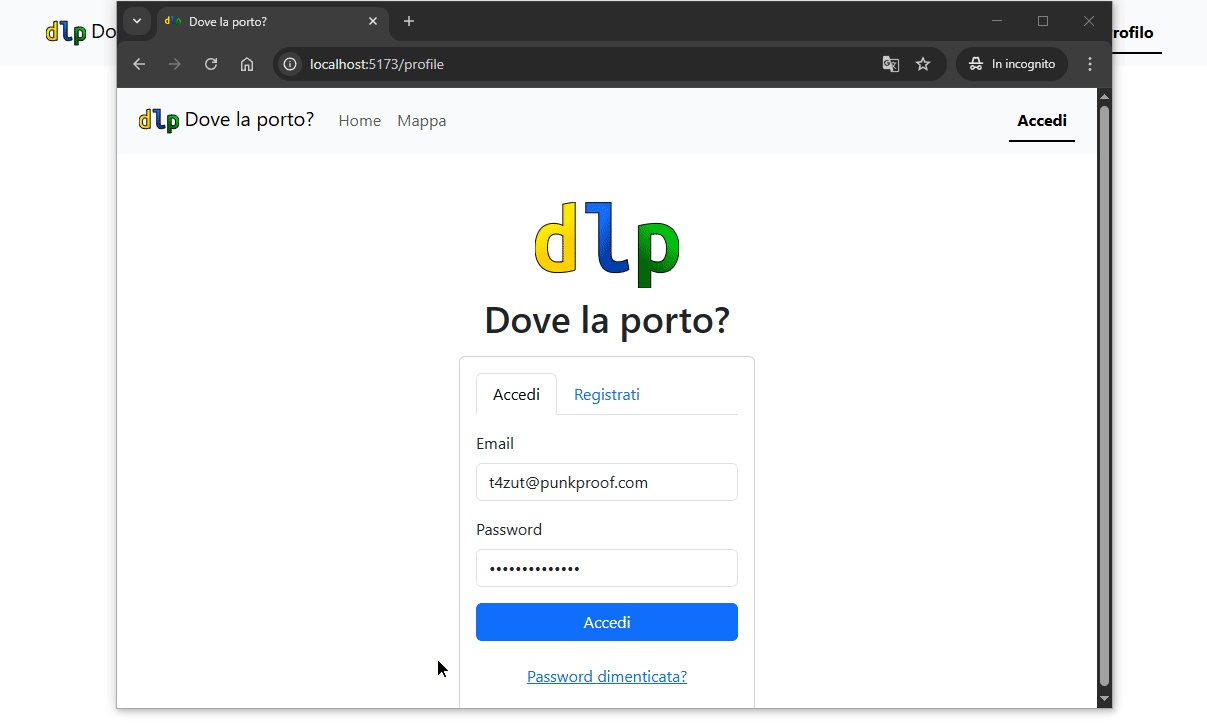 dlp Do
rofilo
dlp Dove la porto?
localhost:5173/profile
In incognito
dlp Dove la porto?
Home
Mappa
Accedi
dlp
Dove la porto?
Accedi
Registrati
Email
t4zut@punkproof.com
Password
••••••••••••••
Accedi
Password dimenticata?